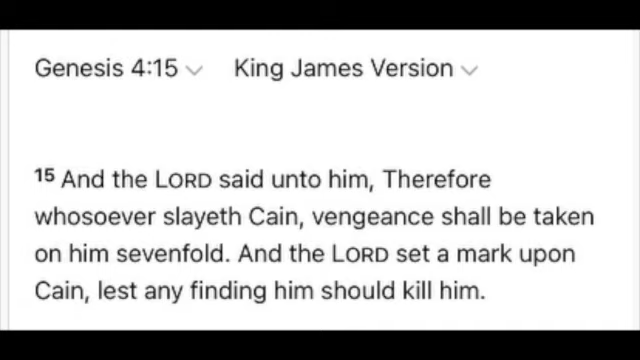 Genesis 4:15 King James Version
15 And the LORD said unto him, Therefore
whosoever slayeth Cain, vengeance shall be taken
on him sevenfold. And the LORD set a mark upon
Cain, lest any finding him should kill him.